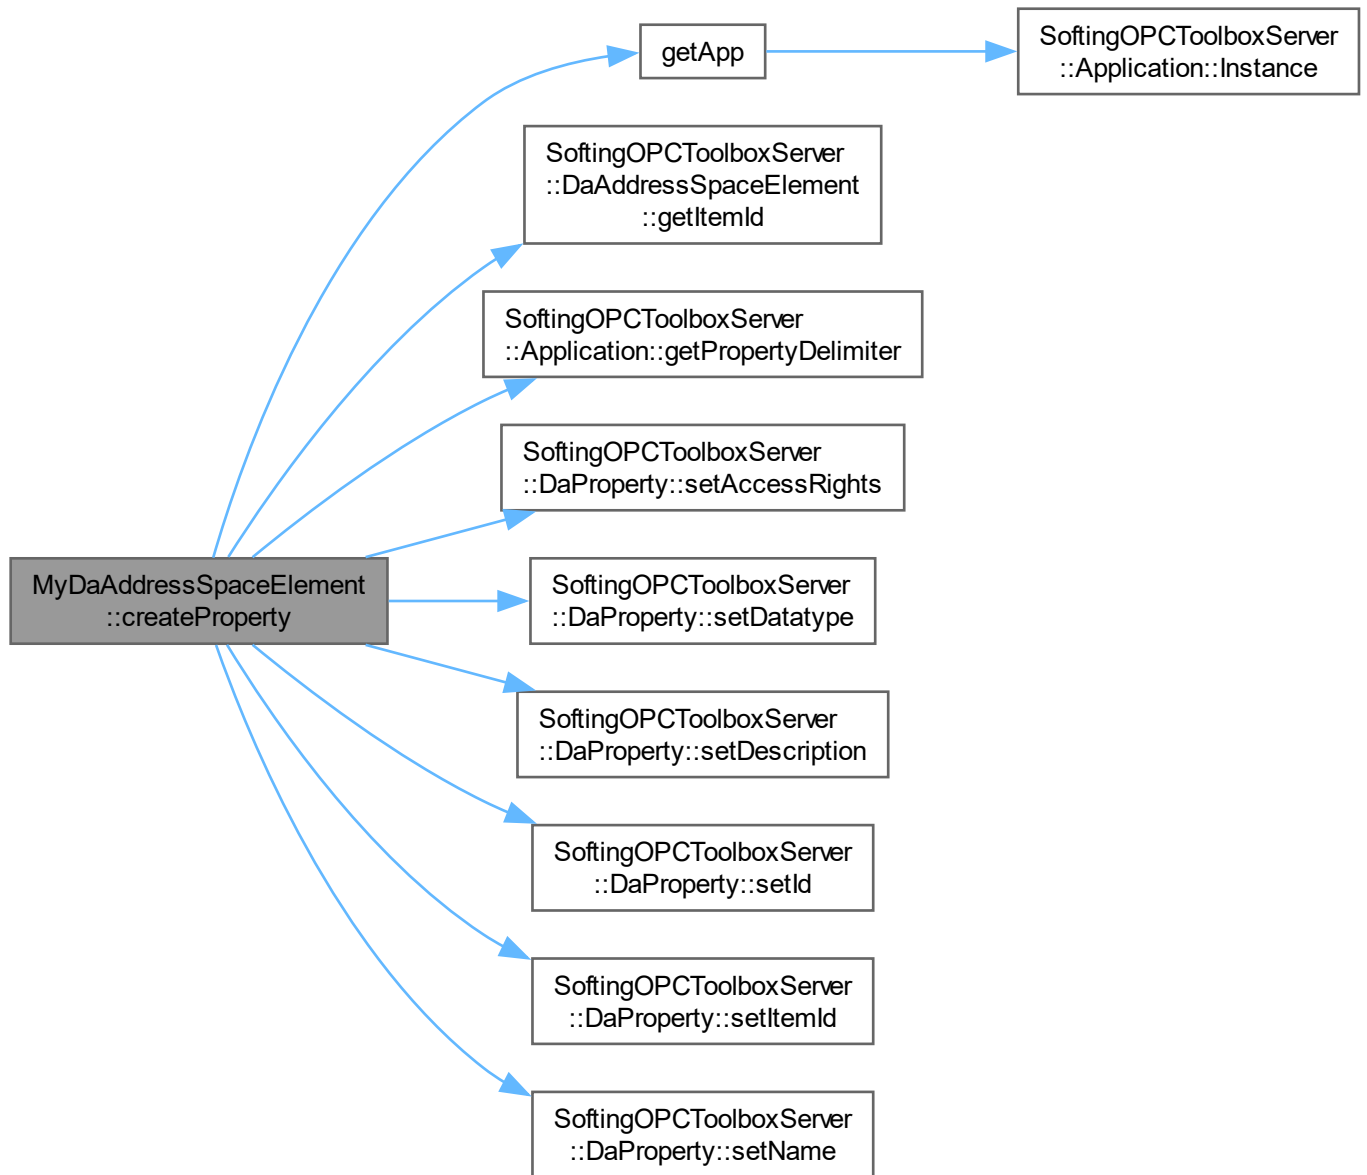 getApp
SoftingOPCToolboxServer
::Application::Instance
SoftingOPCToolboxServer
::DaAddressSpaceElement
::getItemId
SoftingOPCToolboxServer
::Application::getPropertyDelimiter
SoftingOPCToolboxServer
::DaProperty::setAccessRights
MyDaAddressSpaceElement
::createProperty
SoftingOPCToolboxServer
::DaProperty::setDatatype
SoftingOPCToolboxServer
::DaProperty::setDescription
SoftingOPCToolboxServer
::DaProperty::setId
SoftingOPCToolboxServer
::DaProperty::setItemId
SoftingOPCToolboxServer
::DaProperty::setName